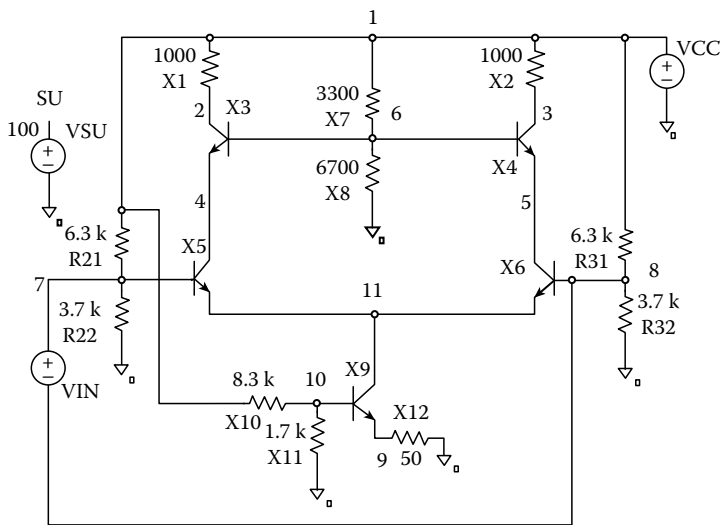 1
1000
X1
1000
X2
VCC
SU
100
VSU
2
X3
3300
X7
6
3
6700
X8
X4
4
5
6.3 k
R21
X5
X6
6.3 k
R31
8
7
11
3.7 k
R22
3.7 k
R32
VIN
8.3 k
10
X9
X10
1.7 k
X11
X12
9
50